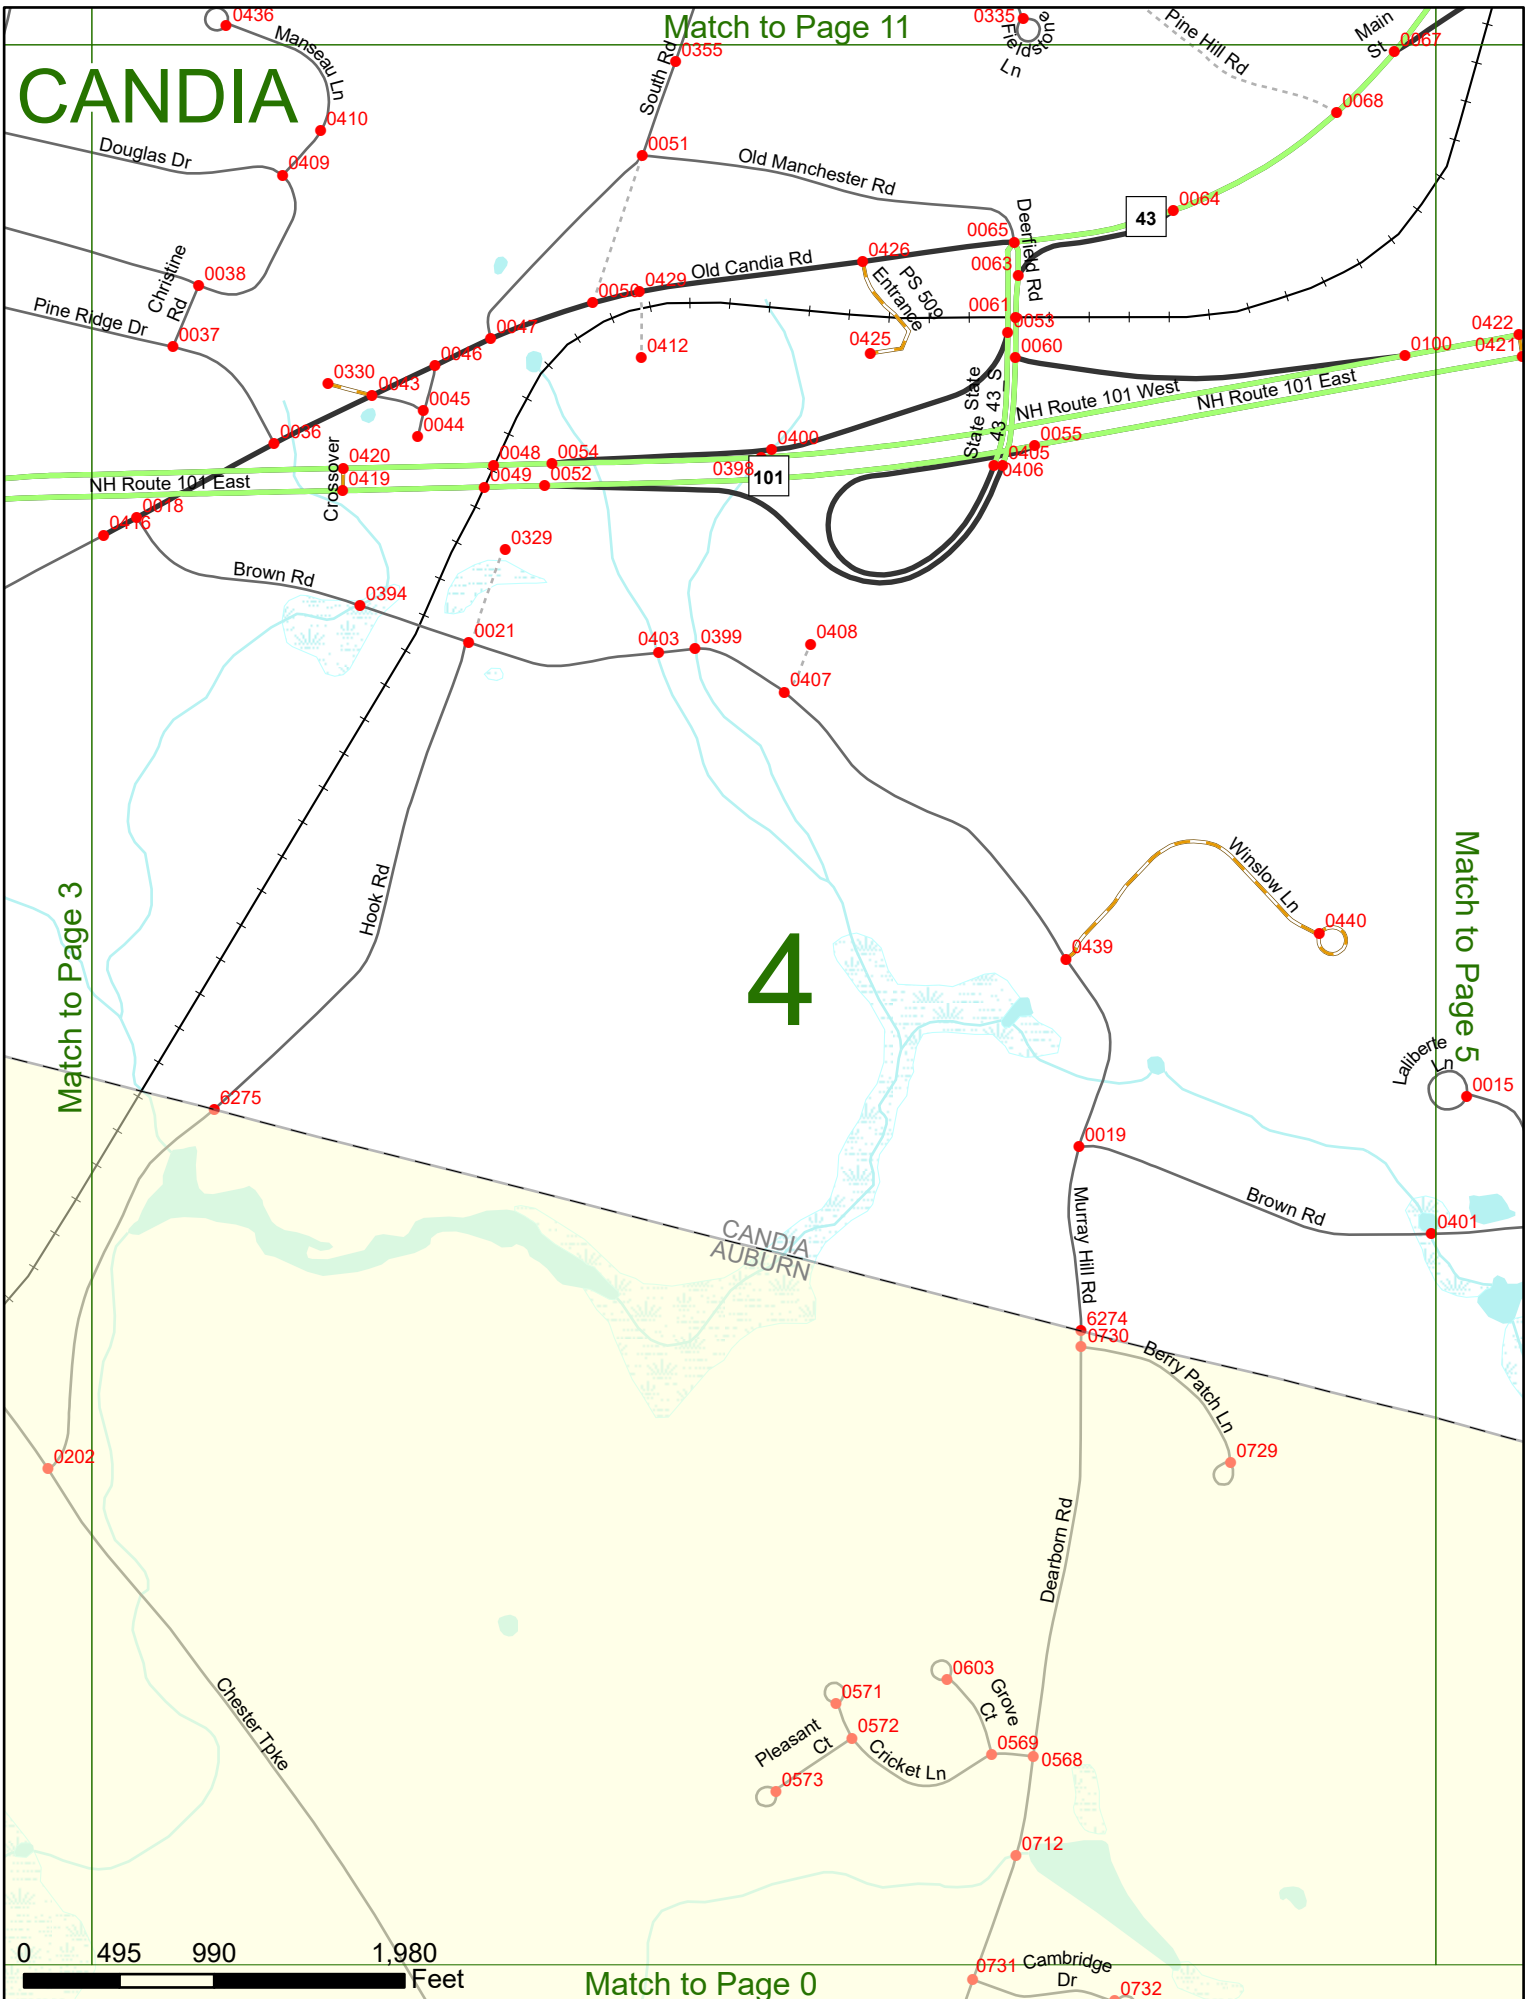 Match to Page 11
CANDIA
0436
Manseau Ln
0410
Douglas Dr
0409
Christine
Rd
0038
Pine Ridge Dr
0037
0355
South Rd
0051
Old Manchester Rd
0335
Fieldstone
Ln
Pine Hill Rd
Main
St
0067
0068
0064
43
0065
Deerfield Rd
0063
0061
0053
0060
0426
Old Candia Rd
PS 509
Entrance
0425
0429
0050
0412
0047
0046
0330
0043
0045
0044
0036
0422
0421
0100
NH Route 101 West
NH Route 101 East
State State
43 43_S
0055
0405
0406
0400
0398
101
0048
0054
0049
0052
Crossover
0420
0419
NH Route 101 East
0018
0416
Brown Rd
0394
0329
0021
0403
0399
0408
0407
Hook Rd
Winslow Ln
0440
0439
4
Match to Page 3
Match to Page 5
Laliberte
Ln
0015
6275
0019
Brown Rd
0401
Murray Hill Rd
CANDIA
AUBURN
6274
0730
Berry Patch Ln
0729
0202
Dearborn Rd
Chester Tpke
0603
Grove
Ct
0571
0572
Pleasant
Ct
Cricket Ln
0569
0568
0573
0712
0731
Cambridge
Dr
0732
0 495 990 1,980
Feet
Match to Page 0